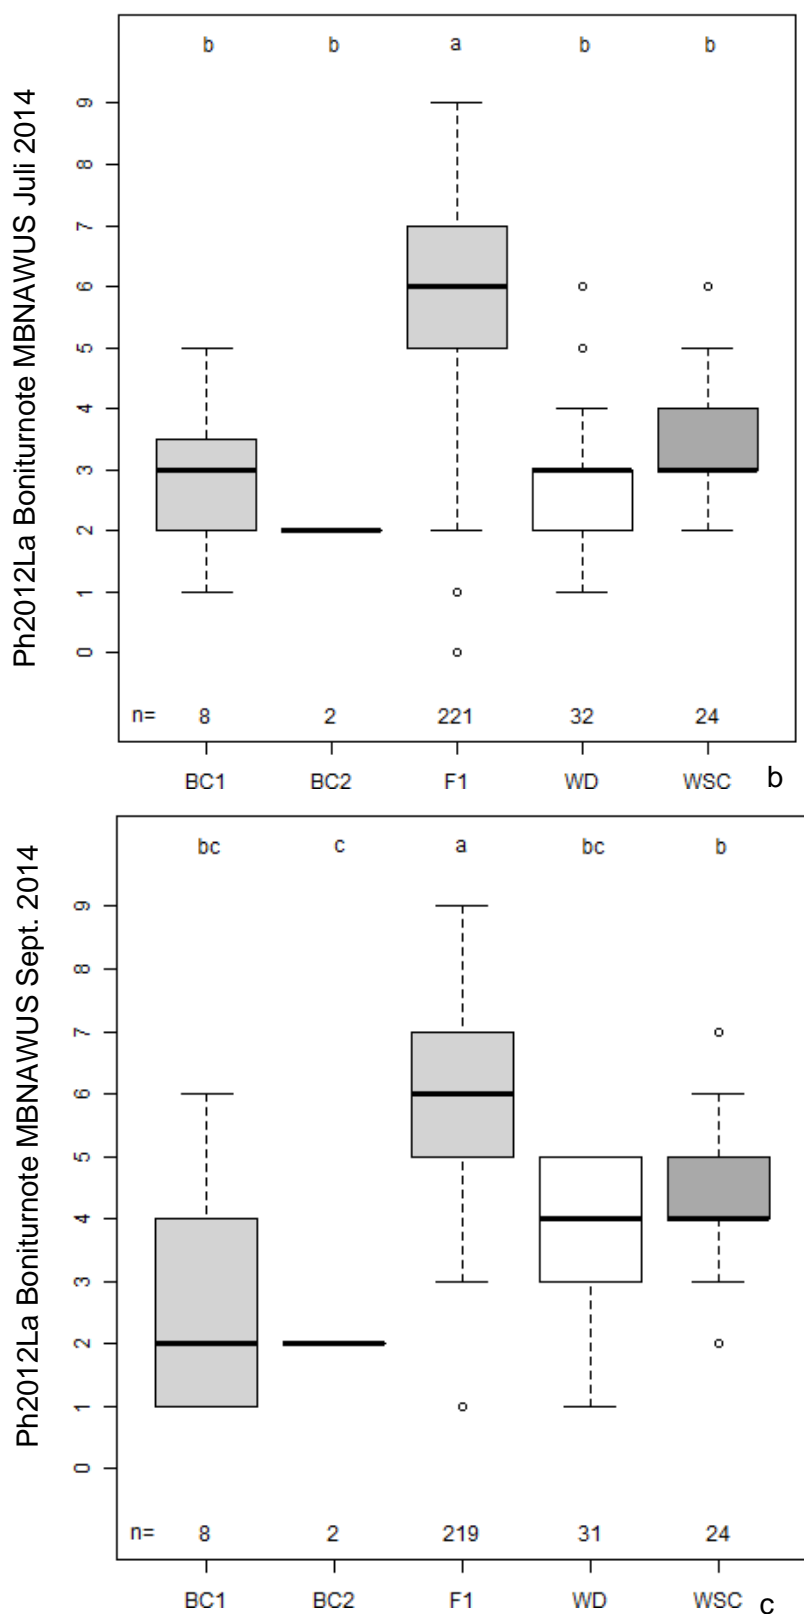 Ph2012La Boniturnote MBNAWUS Juli 2014
b b a b b
9
8
7
6
5
4
3
2
1
0
n= 8 2 221 32 24
BC1 BC2 F1 WD WSC b
Ph2012La Boniturnote MBNAWUS Sept. 2014
bc c a bc b
9
8
7
6
5
4
3
2
1
0
n= 8 2 219 31 24
BC1 BC2 F1 WD WSC c